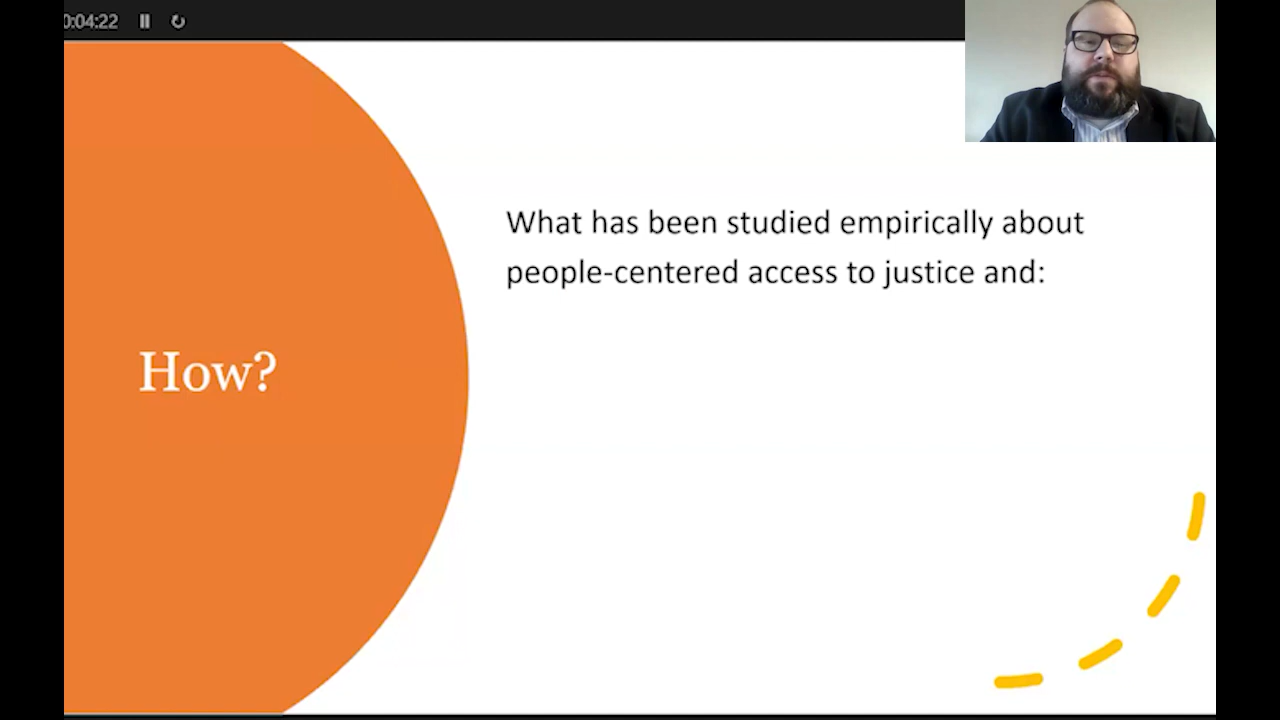 0:04:22
How?
What has been studied empirically about
people-centered access to justice and: